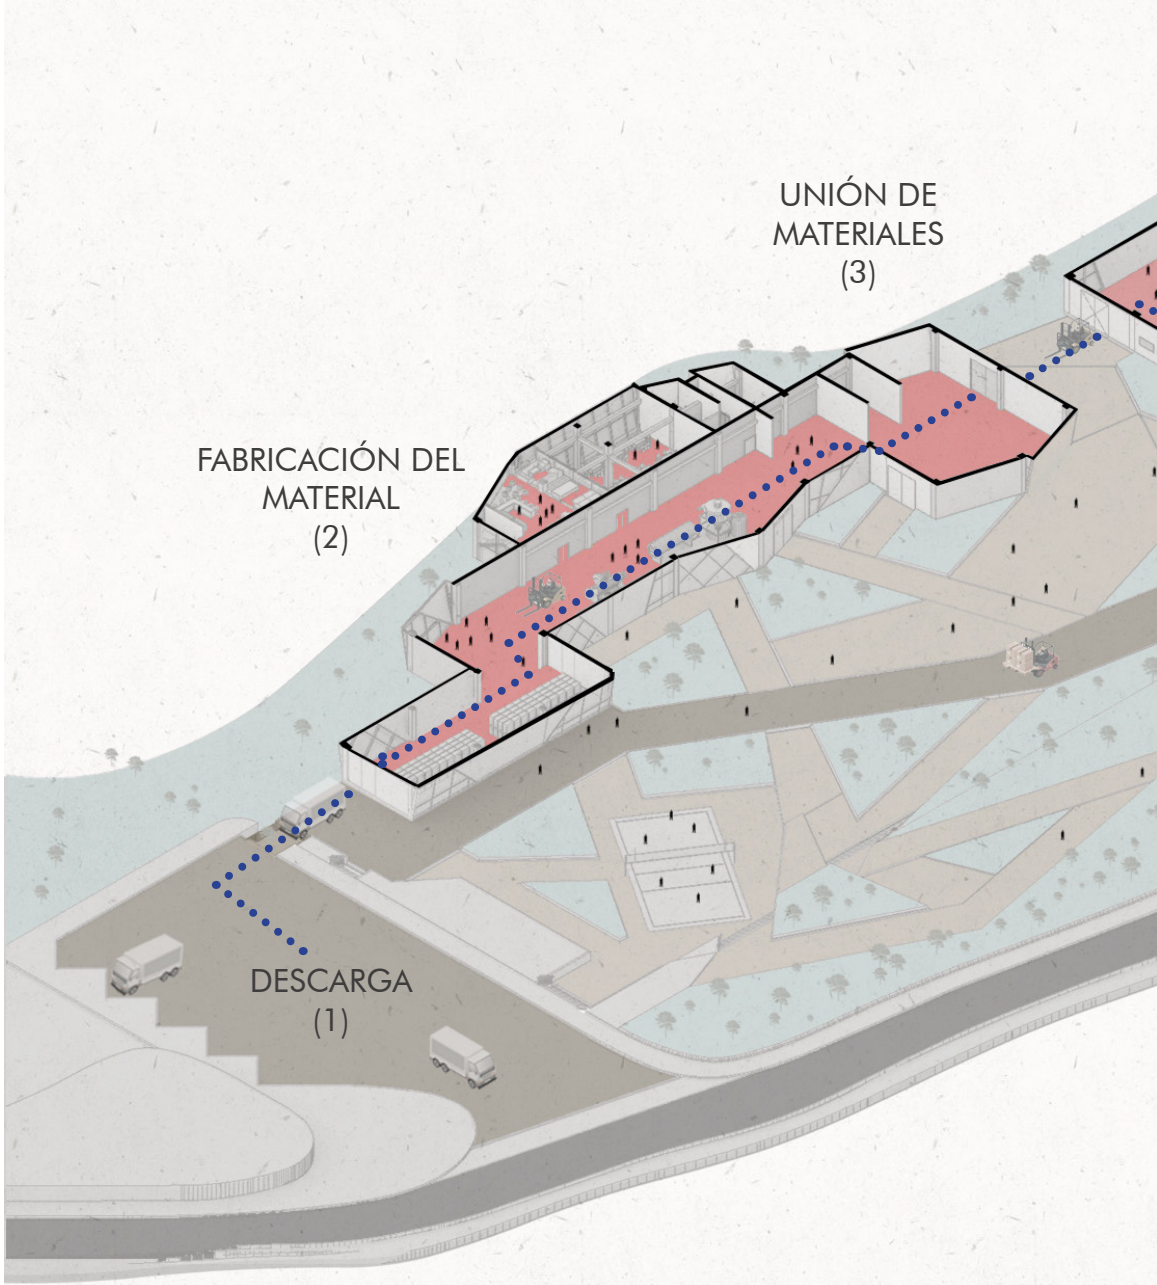 UNIÓN DE
MATERIALES
(3)
FABRICACIÓN DEL
MATERIAL
(2)
DESCARGA
(1)